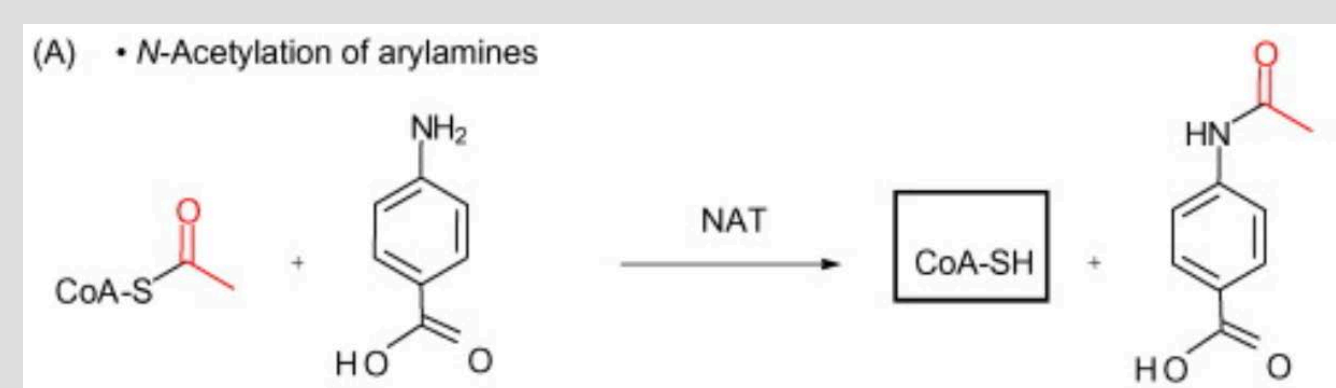 (A) • N-Acetylation of arylamines
O
NH₂
HN
O
NAT
CoA-S
+
CoA-SH
+
HO
O
HO
O